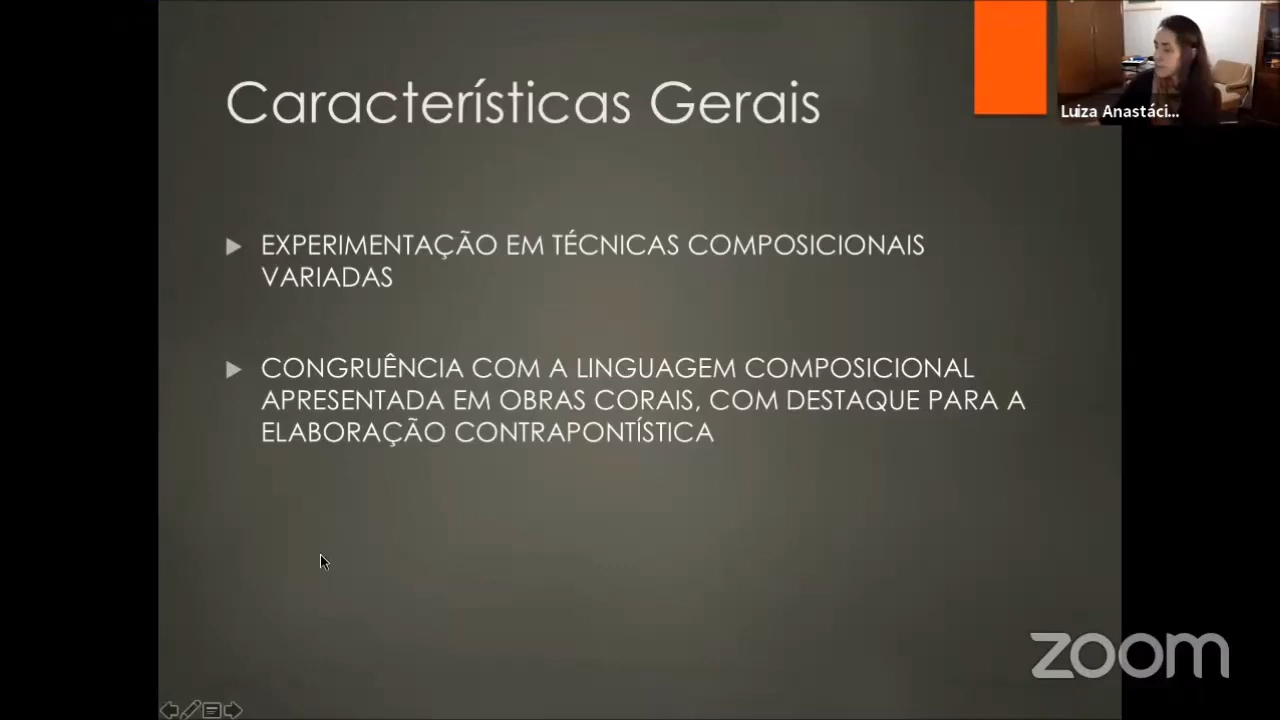 Características Gerais
Luiza Anastáci...
EXPERIMENTAÇÃO EM TÉCNICAS COMPOSICIONAIS
VARIADAS
CONGRUÊNCIA COM A LINGUAGEM COMPOSICIONAL
APRESENTADA EM OBRAS CORAIS, COM DESTAQUE PARA A
ELABORAÇÃO CONTRAPONTÍSTICA
zoom